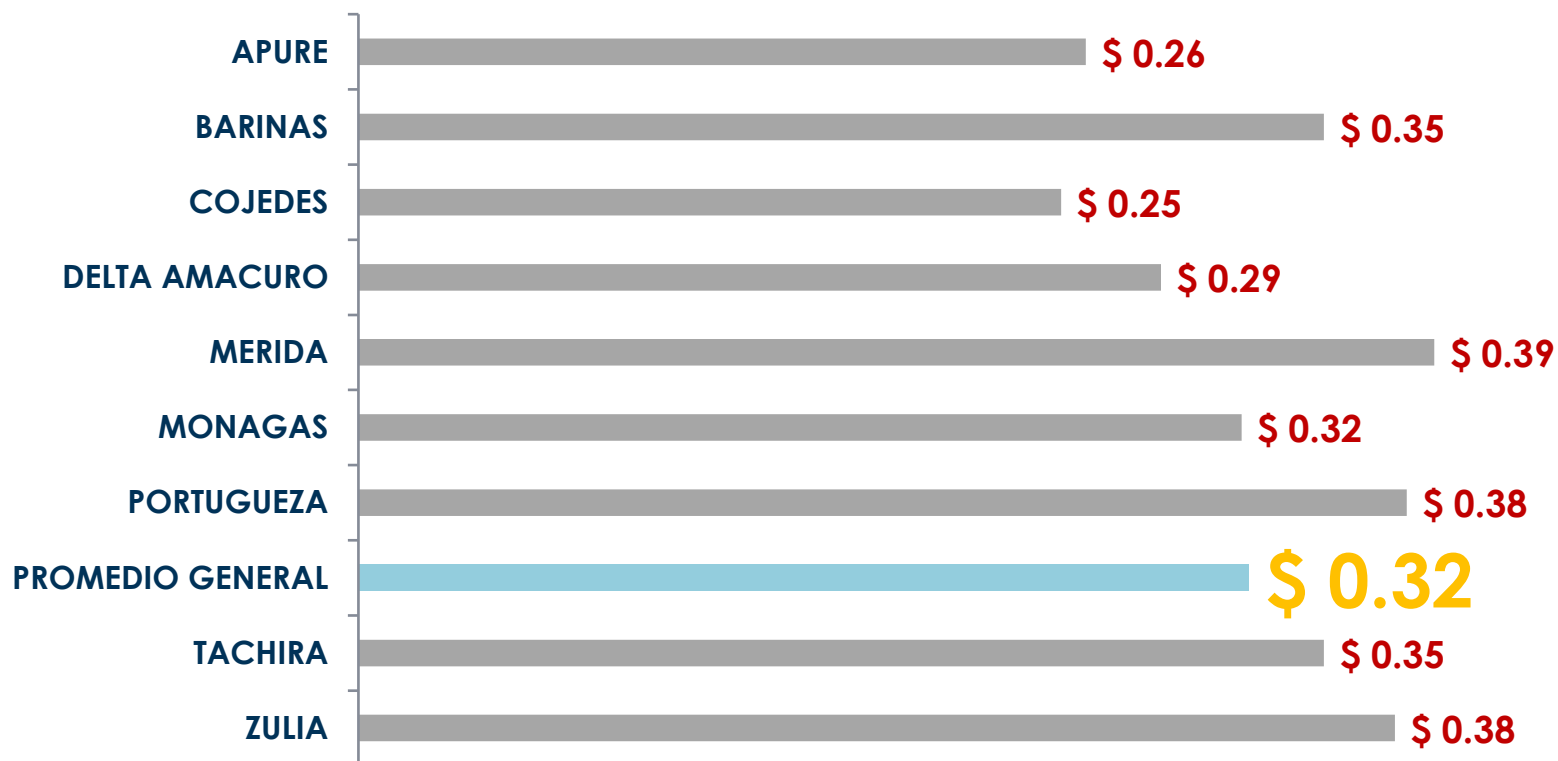 APURE $ 0.26
BARINAS $ 0.35
COJEDES $ 0.25
DELTA AMACURO $ 0.29
MERIDA $ 0.39
MONAGAS $ 0.32
PORTUGUEZA $ 0.38
PROMEDIO GENERAL $ 0.32
TACHIRA $ 0.35
ZULIA $ 0.38